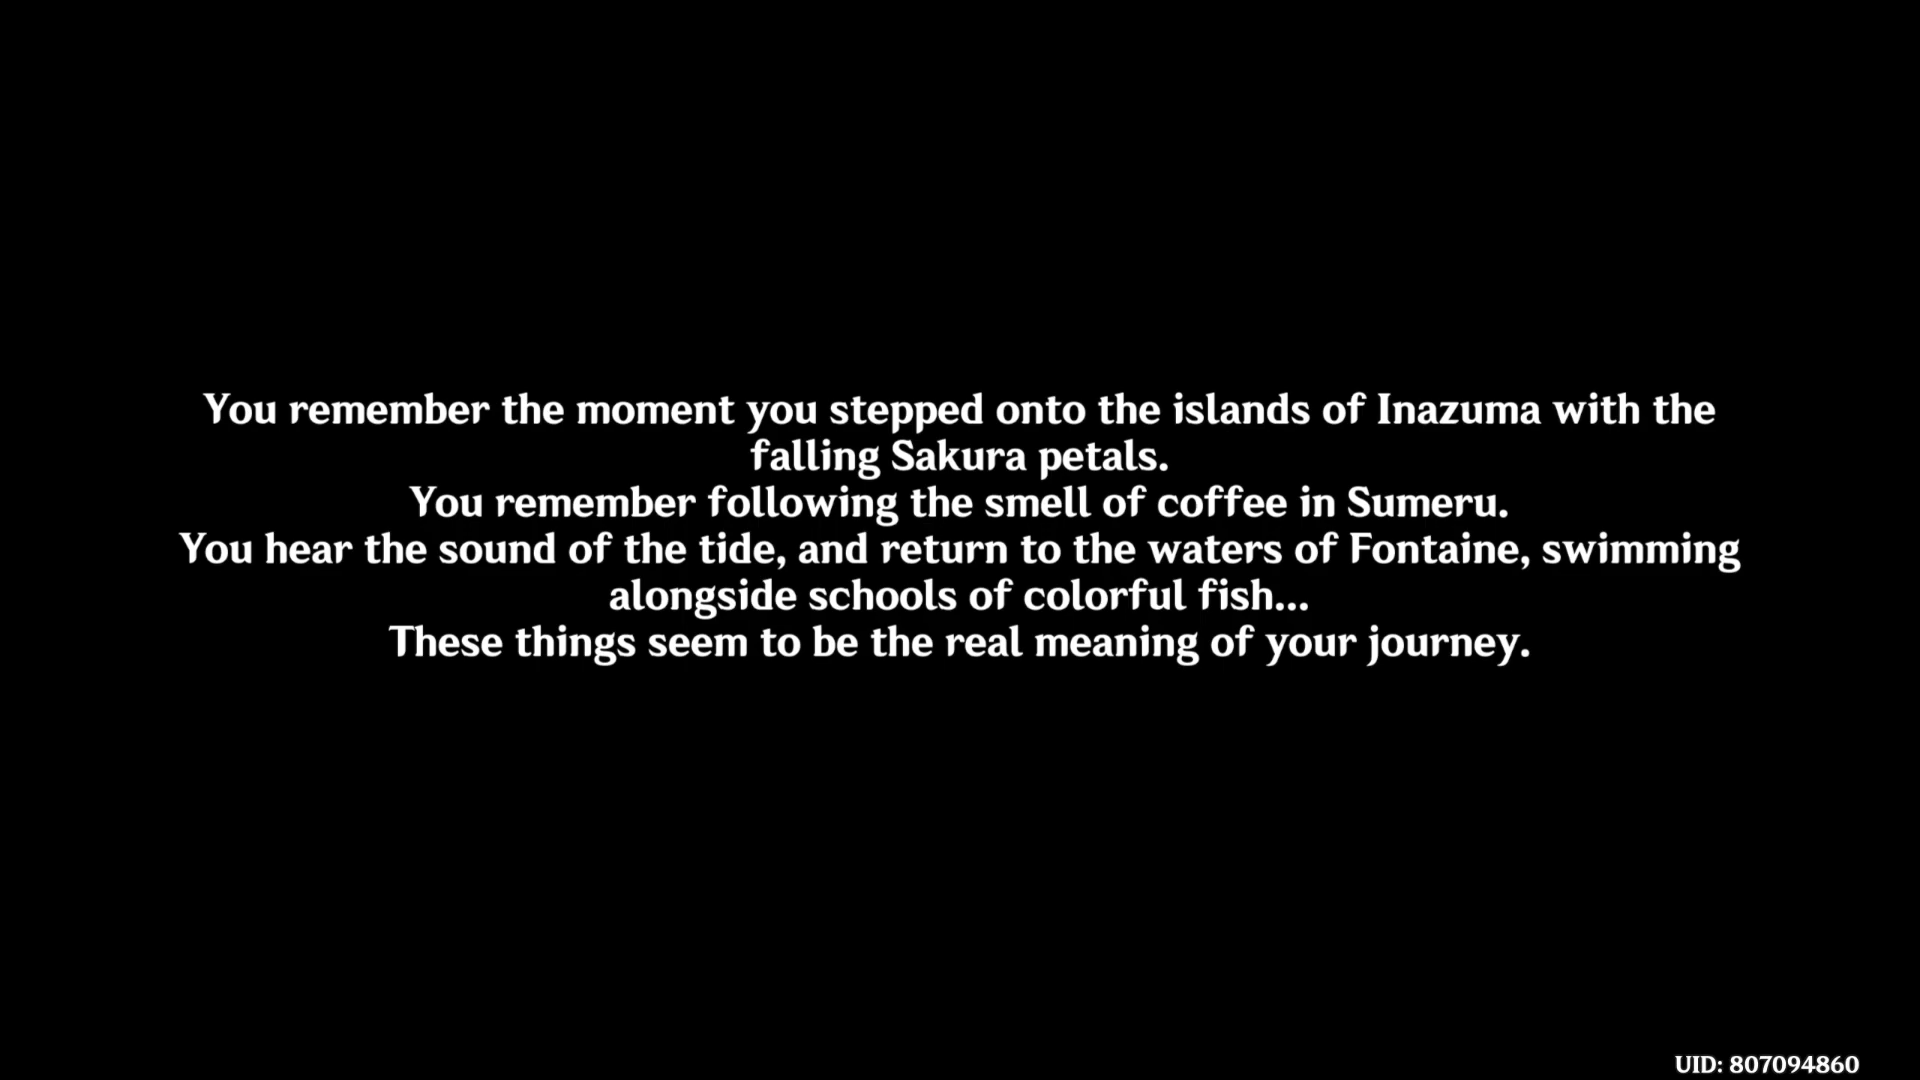 You remember the moment you stepped onto the islands of Inazuma with the
falling Sakura petals.
You remember following the smell of coffee in Sumeru.
You hear the sound of the tide, and return to the waters of Fontaine, swimming
alongside schools of colorful fish...
These things seem to be the real meaning of your journey.
UID: 807094860